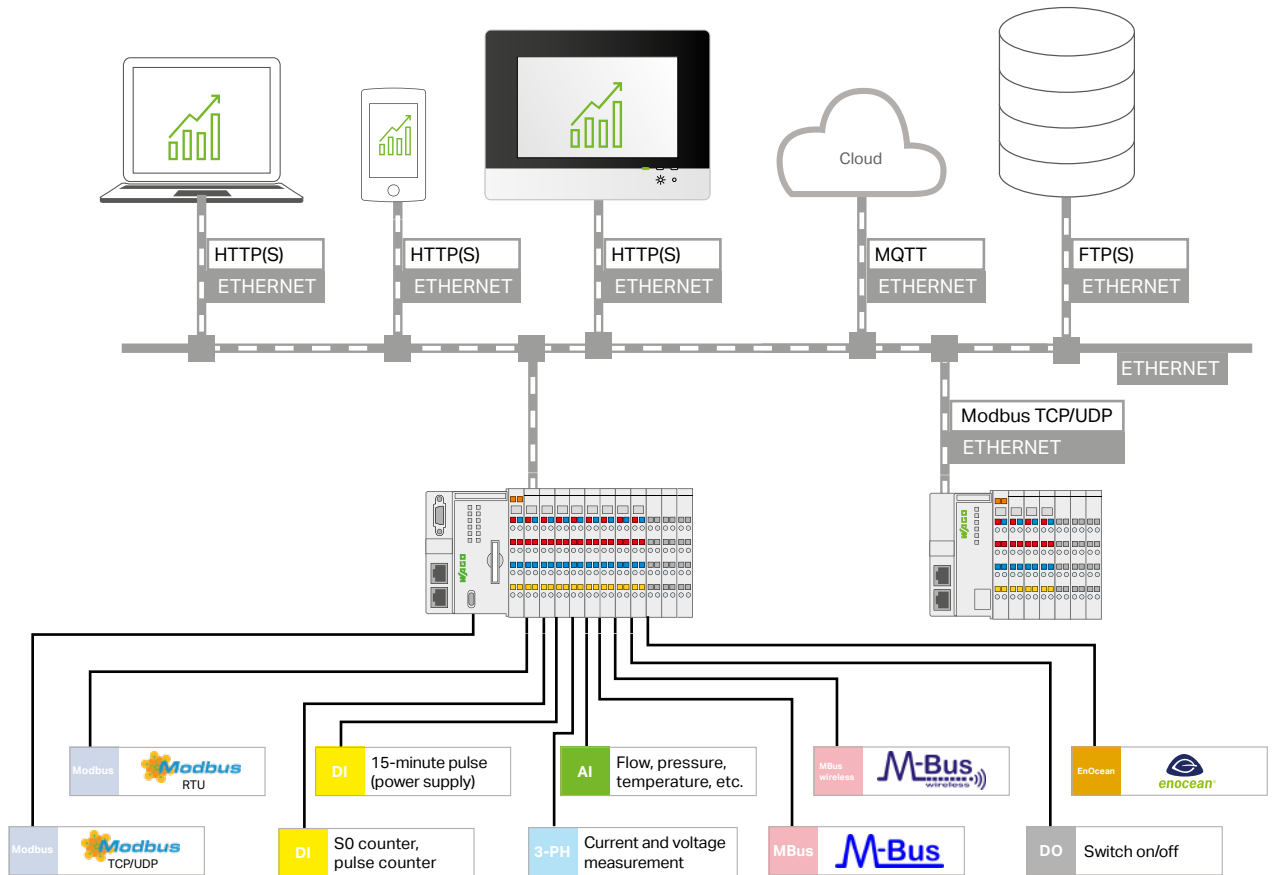 Cloud
HTTP(S)
ETHERNET
HTTP(S)
ETHERNET
HTTP(S)
ETHERNET
MQTT
ETHERNET
FTP(S)
ETHERNET
ETHERNET
Modbus TCP/UDP
ETHERNET
WAGO
WAGO
Modbus
Modbus
RTU
DI
15-minute pulse
(power supply)
AI
Flow, pressure,
temperature, etc.
MBus
wireless
M-Bus
wireless
EnOcean
enocean®
Modbus
Modbus
TCP/UDP
DI
S0 counter,
pulse counter
3-PH
Current and voltage
measurement
MBus
M-Bus
DO
Switch on/off